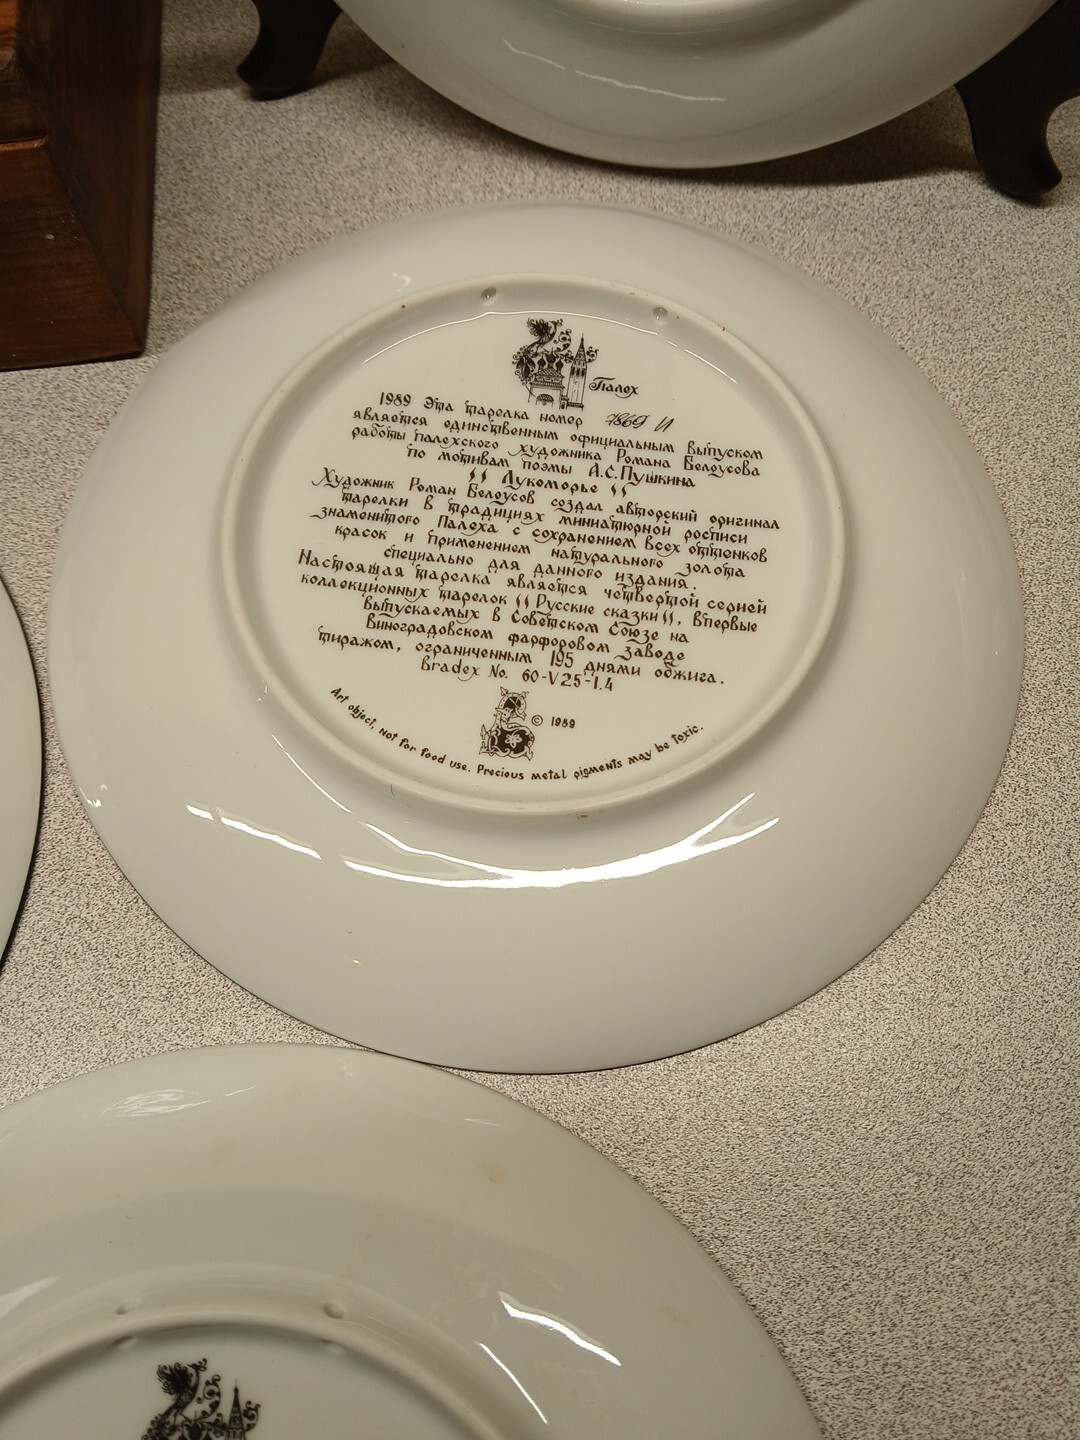 Палех
1989 Эта тарелка номер 7869 И
является единственным официальным выпуском
работы палехского художника Романа Белоусова
по мотивам поэмы А.С.Пушкина
"Лукоморье"
Художник Роман Белоусов создал авторский оригинал
тарелки в традициях миниатюрной росписи
знаменитого Палеха с сохранением всех оттенков
красок и применением натурального золота
специально для данного издания.
Настоящая тарелка является четвертой серией
коллекционных тарелок "Русские сказки", впервые
выпускаемых в Советском Союзе на
Виноградовском фарфоровом заводе
тиражом, ограниченным 195 днями обжига.
Bradex No. 60-V25-1.4
© 1989
Art object, Not for food use. Precious metal pigments may be toxic.